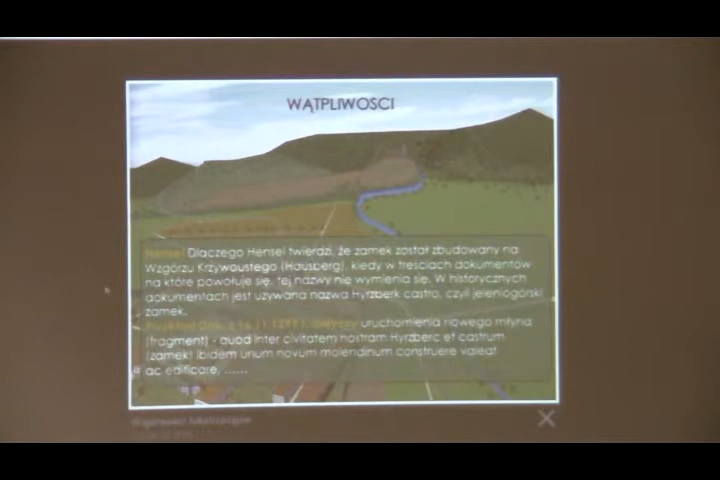 WĄTPLIWOSCI
Hensel Dlaczego Hensel twierdzi, że zamek został zbudowany na
Wzgórzu Krzywoustego (Hausberg), kiedy w treściach dokumentów
na które powołuje się, tej nazwy nie wymienia się. W historycznych
dokumentach jest używana nazwa Hyrzberk castro, czyli jeleniogórski
zamek.
uruchomienia nowego młyna
(fragment) - quod inter civitatem nostram Hyrzberc et castrum
(zamek) ibidem unum novum molendinum construere valeat
ac edificare, ......